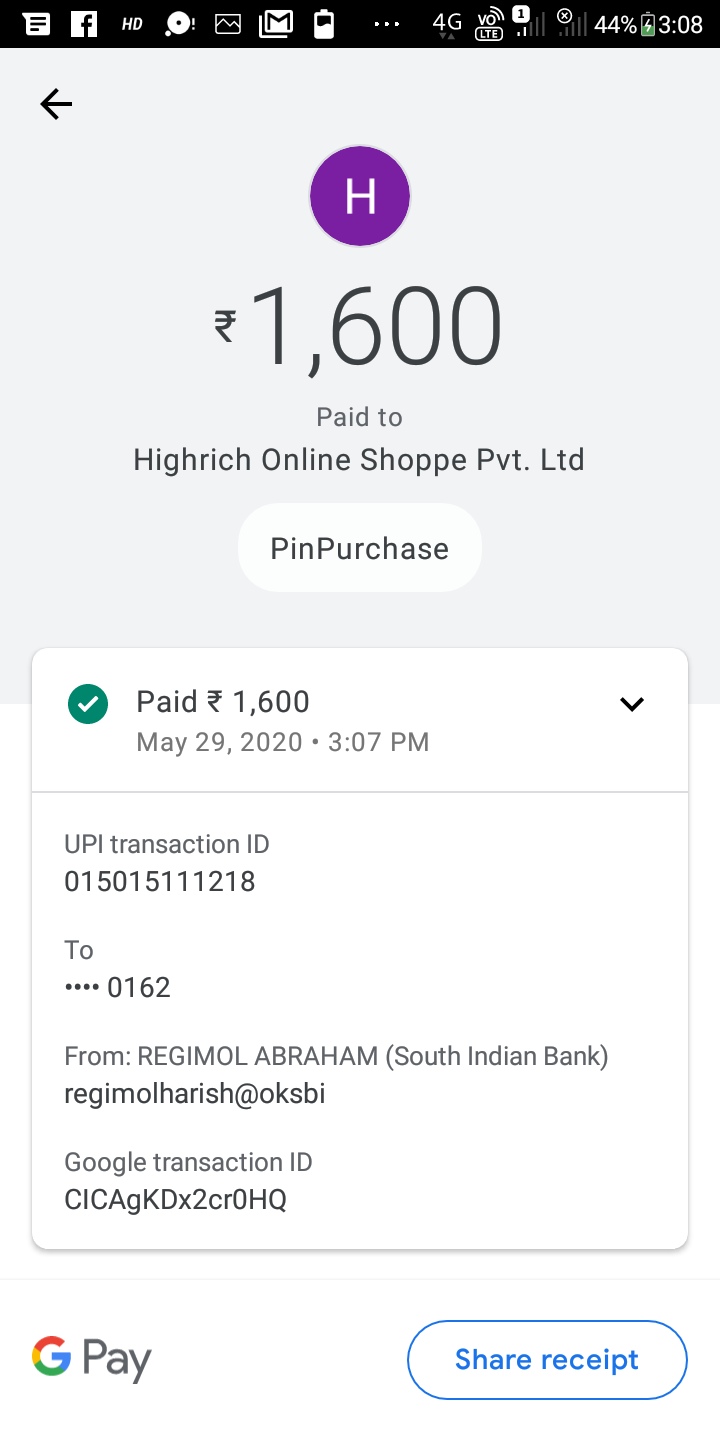 HD 4G VO LTE 1 44% 3:08
H
₹1,600
Paid to
Highrich Online Shoppe Pvt. Ltd
PinPurchase
Paid ₹ 1,600
May 29, 2020 • 3:07 PM
UPI transaction ID
015015111218
To
•••• 0162
From: REGIMOL ABRAHAM (South Indian Bank)
regimolharish@oksbi
Google transaction ID
CICAgKDx2cr0HQ
G Pay
Share receipt